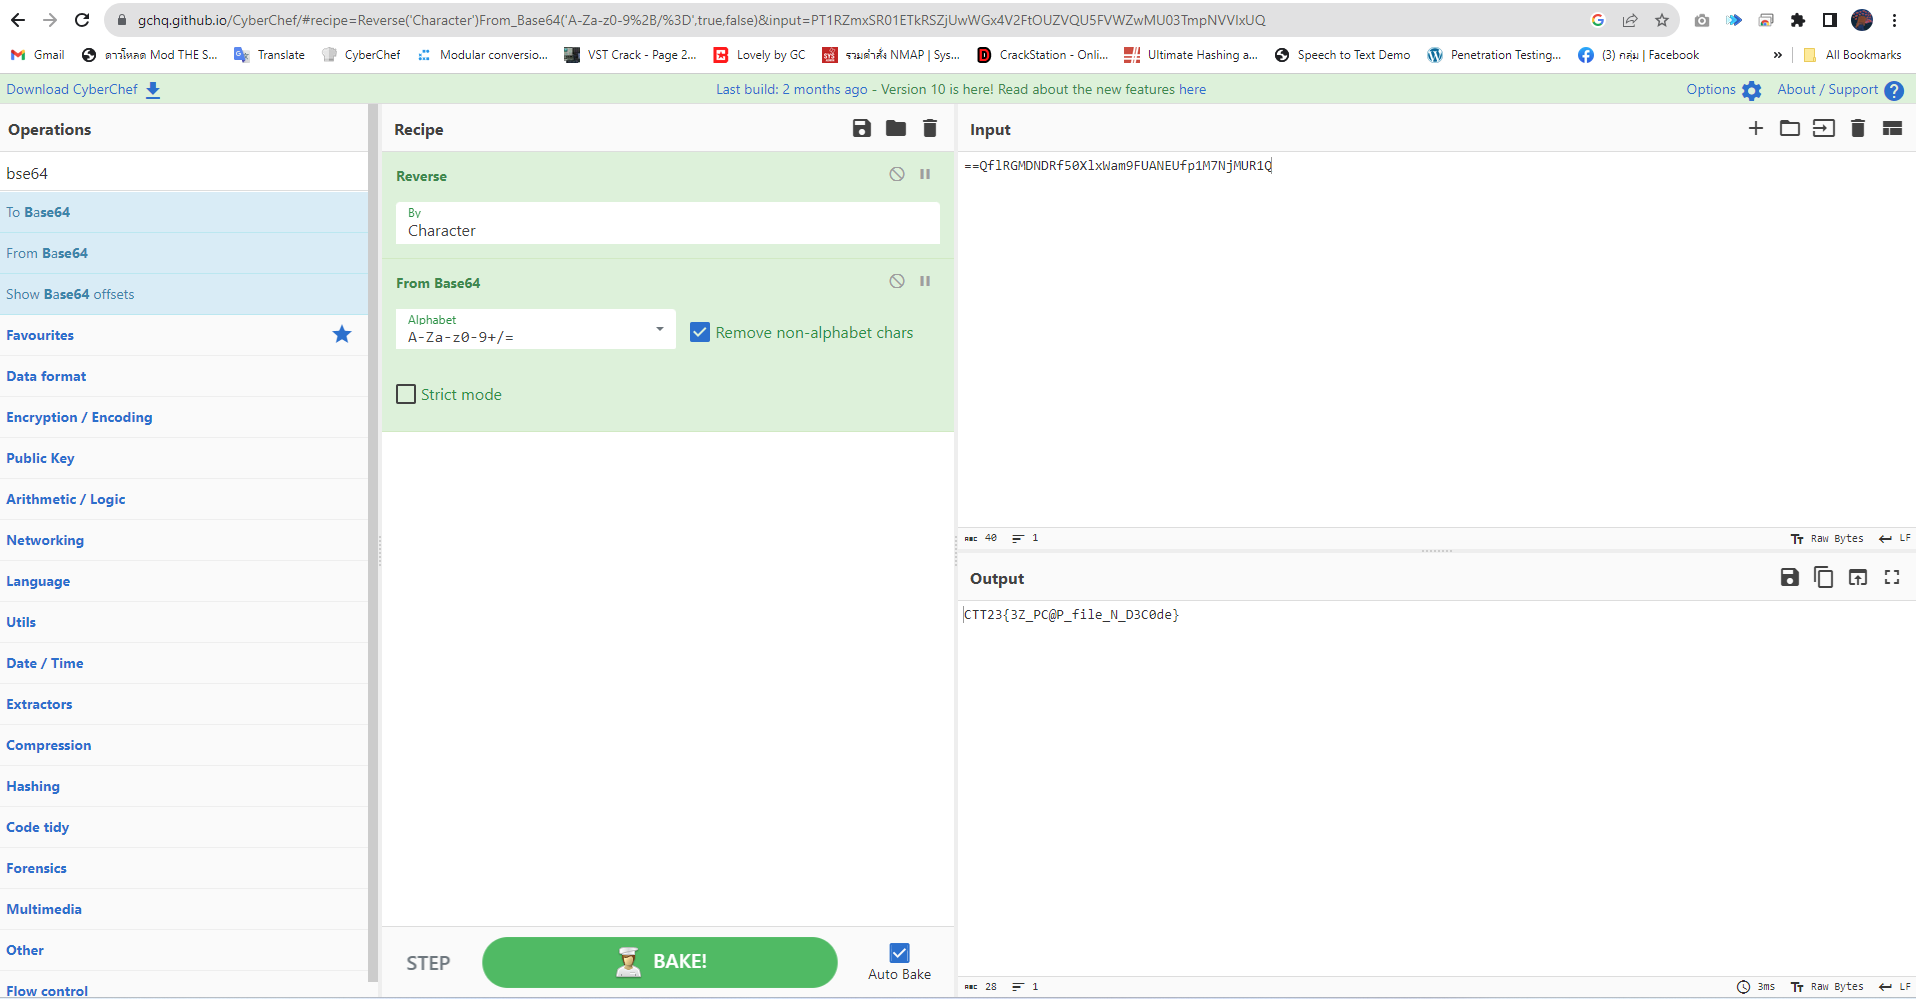 gchq.github.io/CyberChef/#recipe=Reverse('Character')From_Base64('A-Za-z0-9%2B/%3D',true,false)&input=PT1RZmxSR01ETkRSZjUwWGx4V2FtOUZVQU5FVWZwMU03TmpNVVIxUQ
Gmail ดาวโหลด Mod THE S... Translate CyberChef Modular conversio... VST Crack - Page 2... Lovely by GC รวมคำสั่ง NMAP | Sys... CrackStation - Onli... Ultimate Hashing a... Speech to Text Demo Penetration Testing... (3) กลุ่ม | Facebook » All Bookmarks
Download CyberChef Last build: 2 months ago - Version 10 is here! Read about the new features here Options About / Support
Operations
bse64
To Base64
From Base64
Show Base64 offsets
Favourites
Data format
Encryption / Encoding
Public Key
Arithmetic / Logic
Networking
Language
Utils
Date / Time
Extractors
Compression
Hashing
Code tidy
Forensics
Multimedia
Other
Flow control
Recipe
Reverse
By
Character
From Base64
Alphabet
A-Za-z0-9+/=
Remove non-alphabet chars
Strict mode
STEP
BAKE!
Auto Bake
Input
==QflRGMDNDRf50XlxWam9FUANEUfp1M7NjMUR1Q
ABC 40 1 Tт Raw Bytes LF
Output
CTT23{3Z_PC@P_file_N_D3C0de}
ABC 28 1 3ms Tт Raw Bytes LF